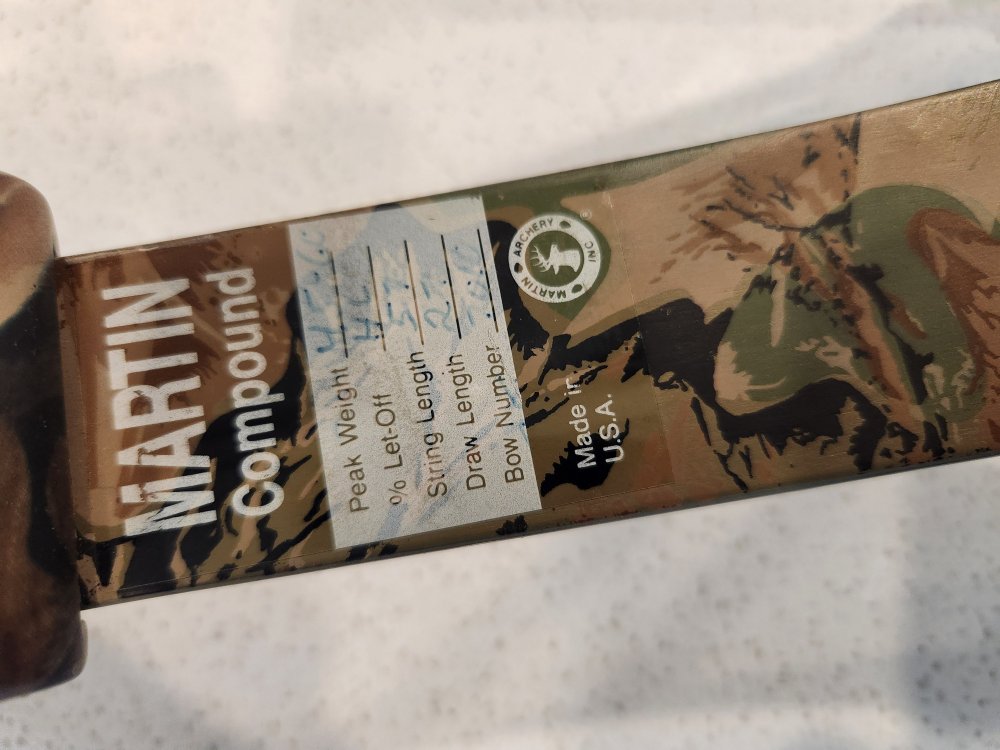 MARTIN
Compound
Peak Weight
% Let-Off
String Length
Draw Length
Bow Number
MARTIN ARCHERY INC
®
Made in
U.S.A.